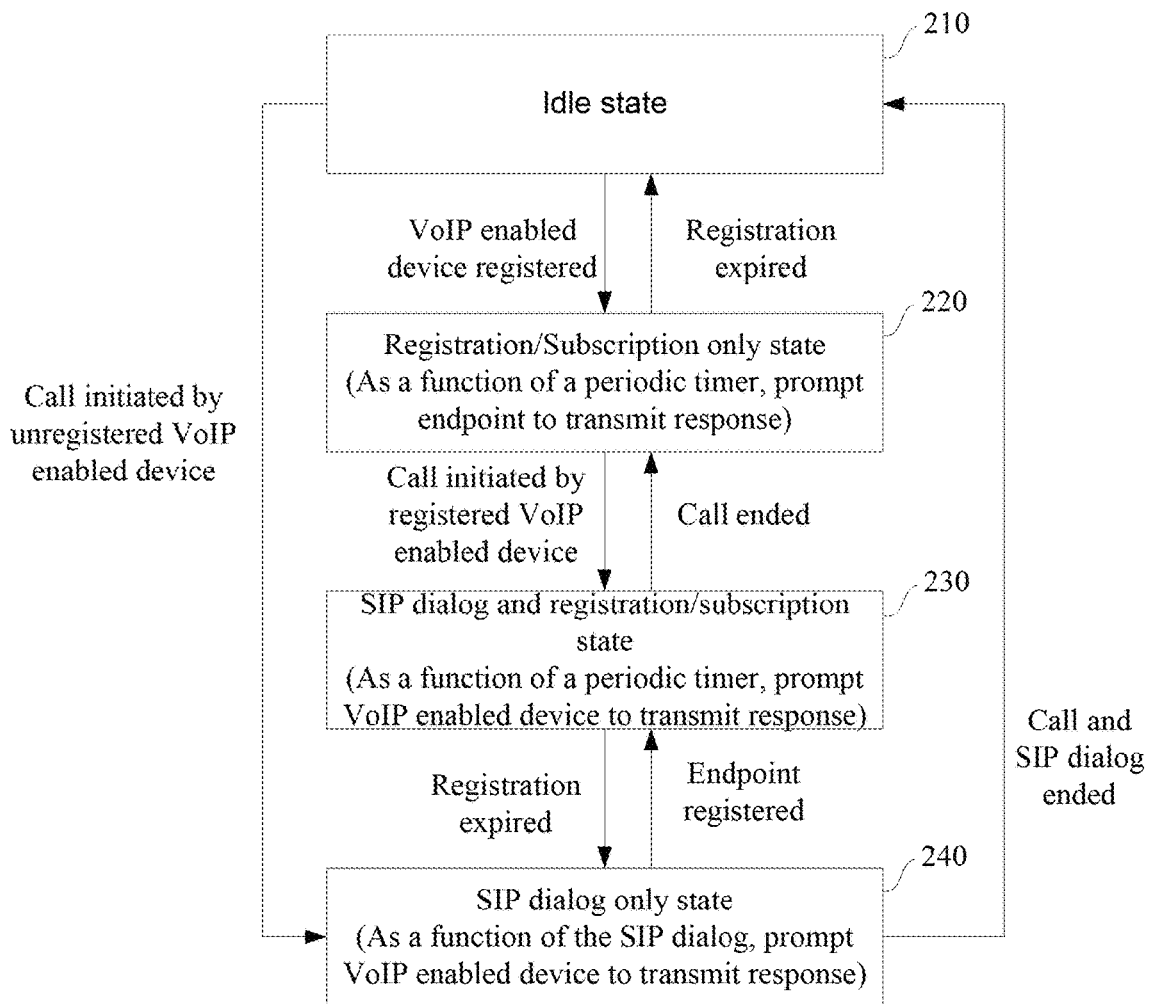 210
Idle state
VoIP enabled
device registered
Registration
expired
220
Registration/Subscription only state
(As a function of a periodic timer, prompt
endpoint to transmit response)
Call initiated by
unregistered VoIP
enabled device
Call initiated by
registered VoIP
enabled device
Call ended
230
SIP dialog and registration/subscription
state
(As a function of a periodic timer, prompt
VoIP enabled device to transmit response)
Call and
SIP dialog
ended
Registration
expired
Endpoint
registered
240
SIP dialog only state
(As a function of the SIP dialog, prompt
VoIP enabled device to transmit response)